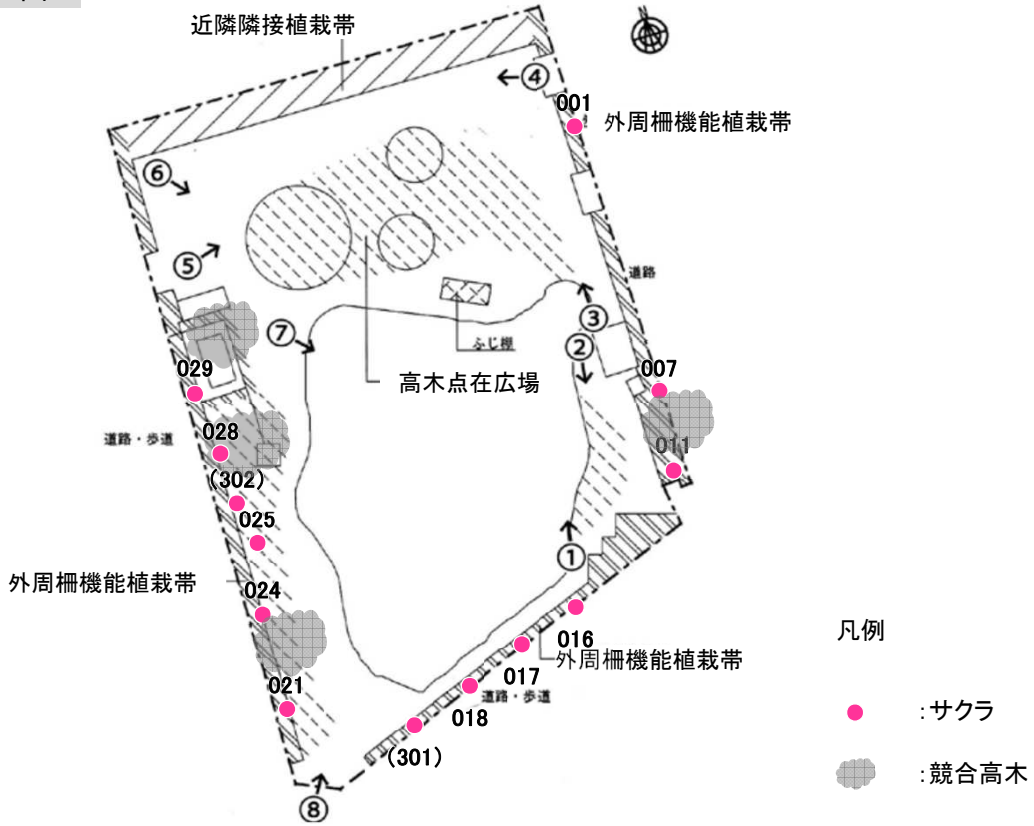 近隣隣接植栽帯
④
001
外周柵機能植栽帯
⑥
⑤
道路
③
⑦
ふじ棚
②
029
高木点在広場
007
道路・歩道
028
011
(302)
025
①
外周柵機能植栽帯
024
016
凡例
017
外周柵機能植栽帯
021
道路・歩道
018
:サクラ
(301)
:競合高木
⑧